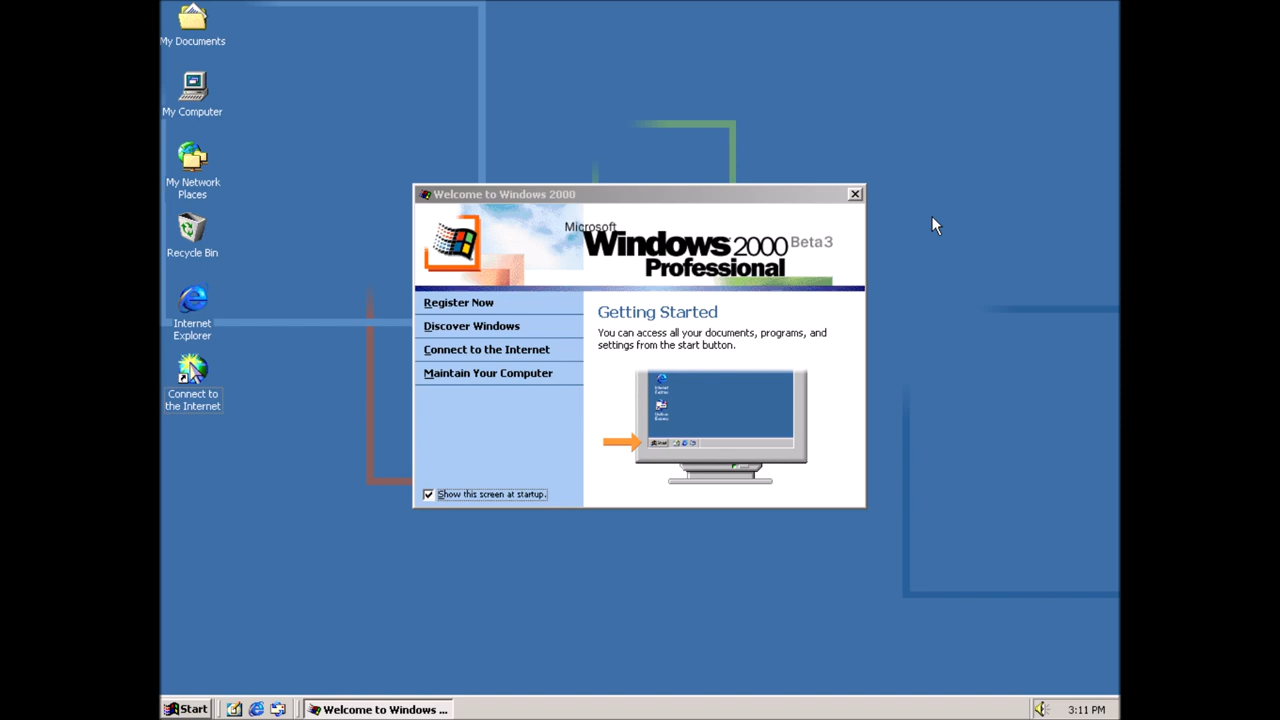 My Documents
My Computer
My Network
Places
Recycle Bin
Internet
Explorer
Connect to
the Internet
Welcome to Windows 2000
Microsoft
Windows 2000 Beta3
Professional
Register Now
Discover Windows
Connect to the Internet
Maintain Your Computer
Show this screen at startup.
Getting Started
You can access all your documents, programs, and
settings from the start button.
Start
Welcome to Windows ...
3:11 PM